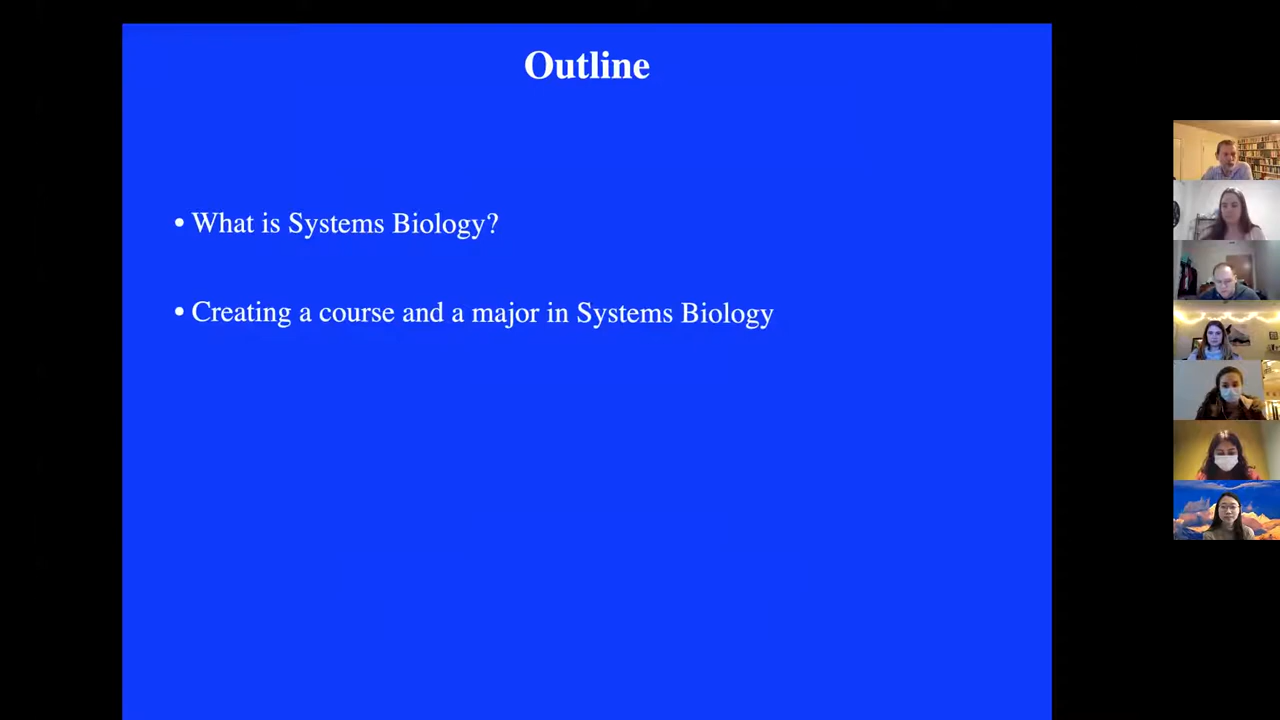 Outline
• What is Systems Biology?
• Creating a course and a major in Systems Biology